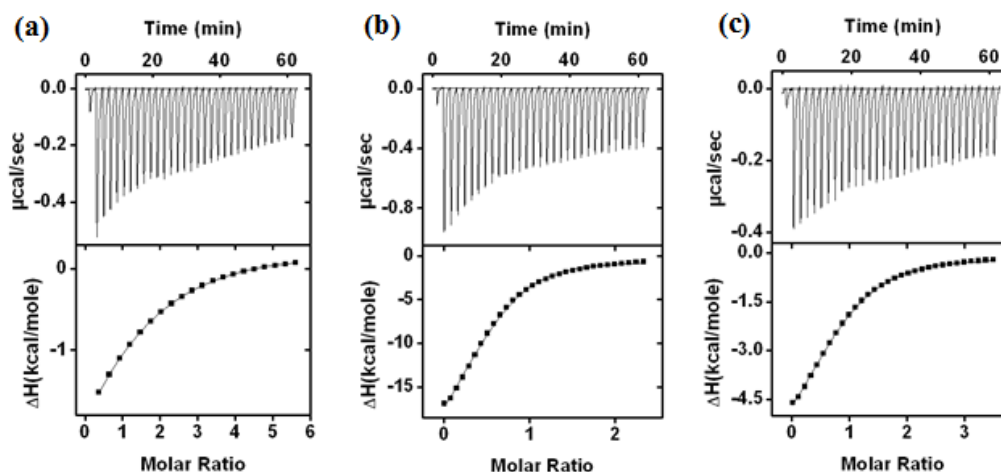 (a)
Time (min)
0 20 40 60
0.0
-0.2
-0.4
µcal/sec
0
-1
ΔH(kcal/mole)
0 1 2 3 4 5 6
Molar Ratio
(b)
Time (min)
0 20 40 60
0.0
-0.4
-0.8
µcal/sec
0
-5
-10
-15
ΔH(kcal/mole)
0 1 2
Molar Ratio
(c)
Time (min)
0 20 40 60
0.0
-0.2
-0.4
µcal/sec
0.0
-1.5
-3.0
-4.5
ΔH(kcal/mole)
0 1 2 3
Molar Ratio